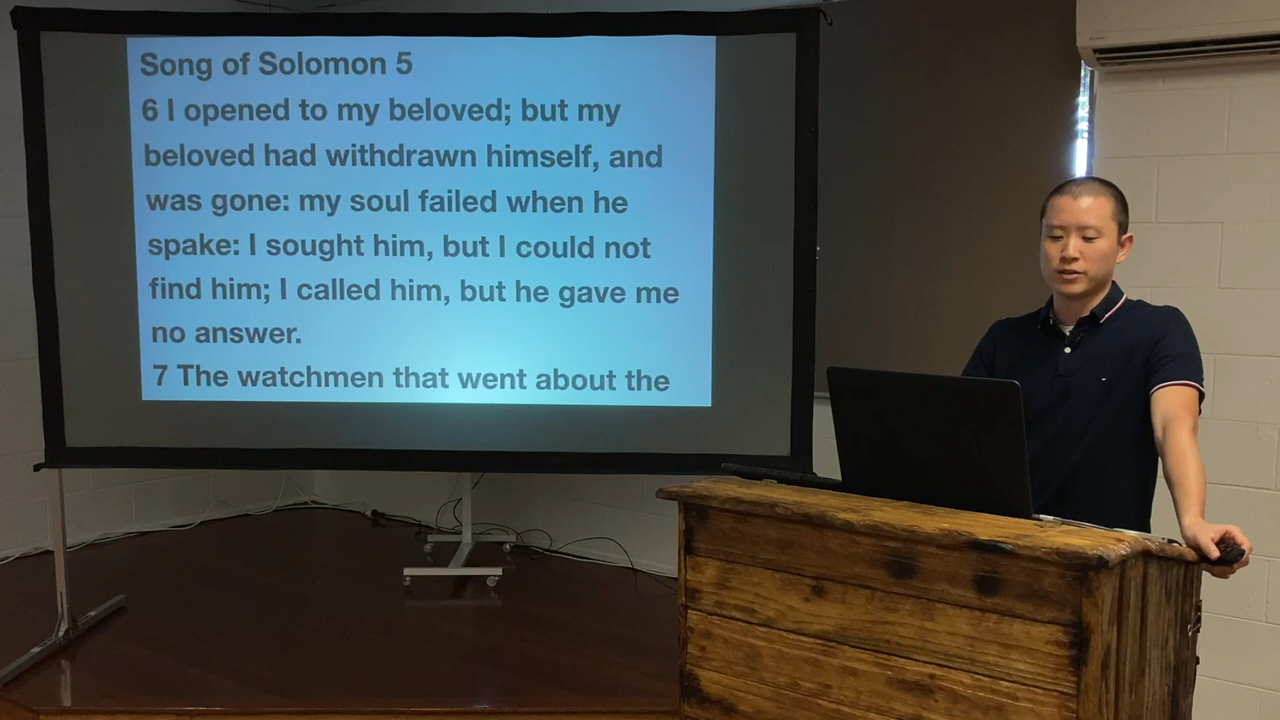 Song of Solomon 5
6 I opened to my beloved; but my
beloved had withdrawn himself, and
was gone: my soul failed when he
spake: I sought him, but I could not
find him; I called him, but he gave me
no answer.
7 The watchmen that went about the